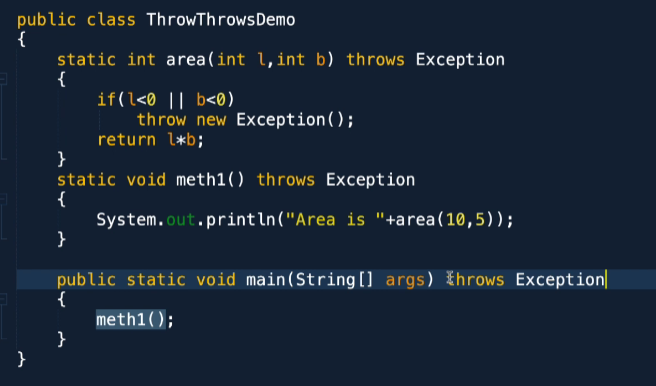 public class ThrowThrowsDemo
{
static int area(int l,int b) throws Exception
{
if(l<0 || b<0)
throw new Exception();
return l*b;
}
static void meth1() throws Exception
{
System.out.println("Area is "+area(10,5));
}
public static void main(String[] args) throws Exception
{
meth1();
}
}